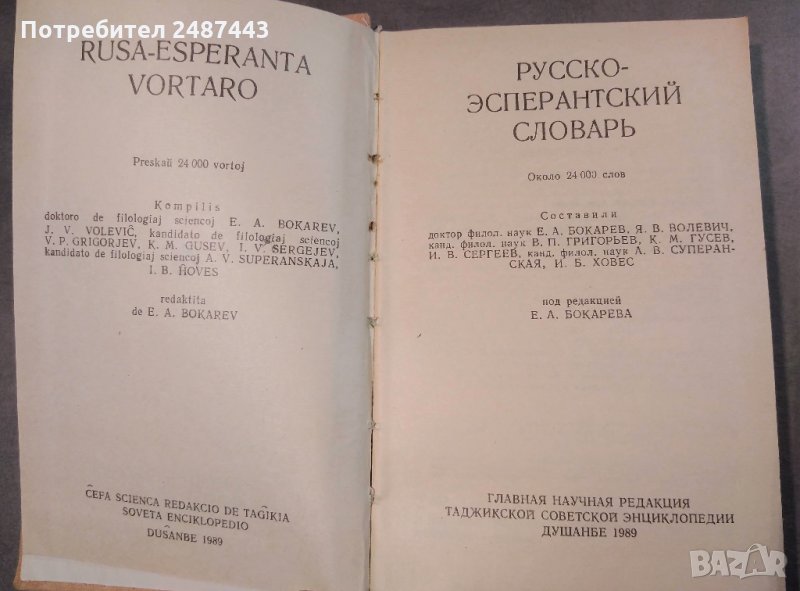 Потребител 2487443
RUSA-ESPERANTA
VORTARO
Preskaŭ 24 000 vortoj
Kompilis
doktoro de filologiaj sciencoj E. A. BOKAREV,
J. V. VOLEVIĈ, kandidato de filologiaj sciencoj
V. P. GRIGORJEV, K. M. GUSEV, I. V. SERGEJEV,
kandidato de filologiaj sciencoj A. V. SUPERANSKAJA,
I. B. ĤOVES
redaktita
de E. A. BOKAREV
ĈEFA SCIENCA REDAKCIO DE TAĜIKIA
SOVETA ENCIKLOPEDIO
DUŜANBE 1989
РУССКО-
ЭСПЕРАНТСКИЙ
СЛОВАРЬ
Около 24 000 слов
Составили
доктор филол. наук Е. А. БОКАРЕВ, Я. В. ВОЛЕВИЧ,
канд. филол. наук В. П. ГРИГОРЬЕВ, К. М. ГУСЕВ,
И. В. СЕРГЕЕВ, канд. филол. наук А. В. СУПЕРАН-
СКАЯ, И. Б. ХОВЕС
под редакцией
Е. А. БОКАРЕВА
ГЛАВНАЯ НАУЧНАЯ РЕДАКЦИЯ
ТАДЖИКСКОЙ СОВЕТСКОЙ ЭНЦИКЛОПЕДИИ
ДУШАНБЕ 1989
BAZAR